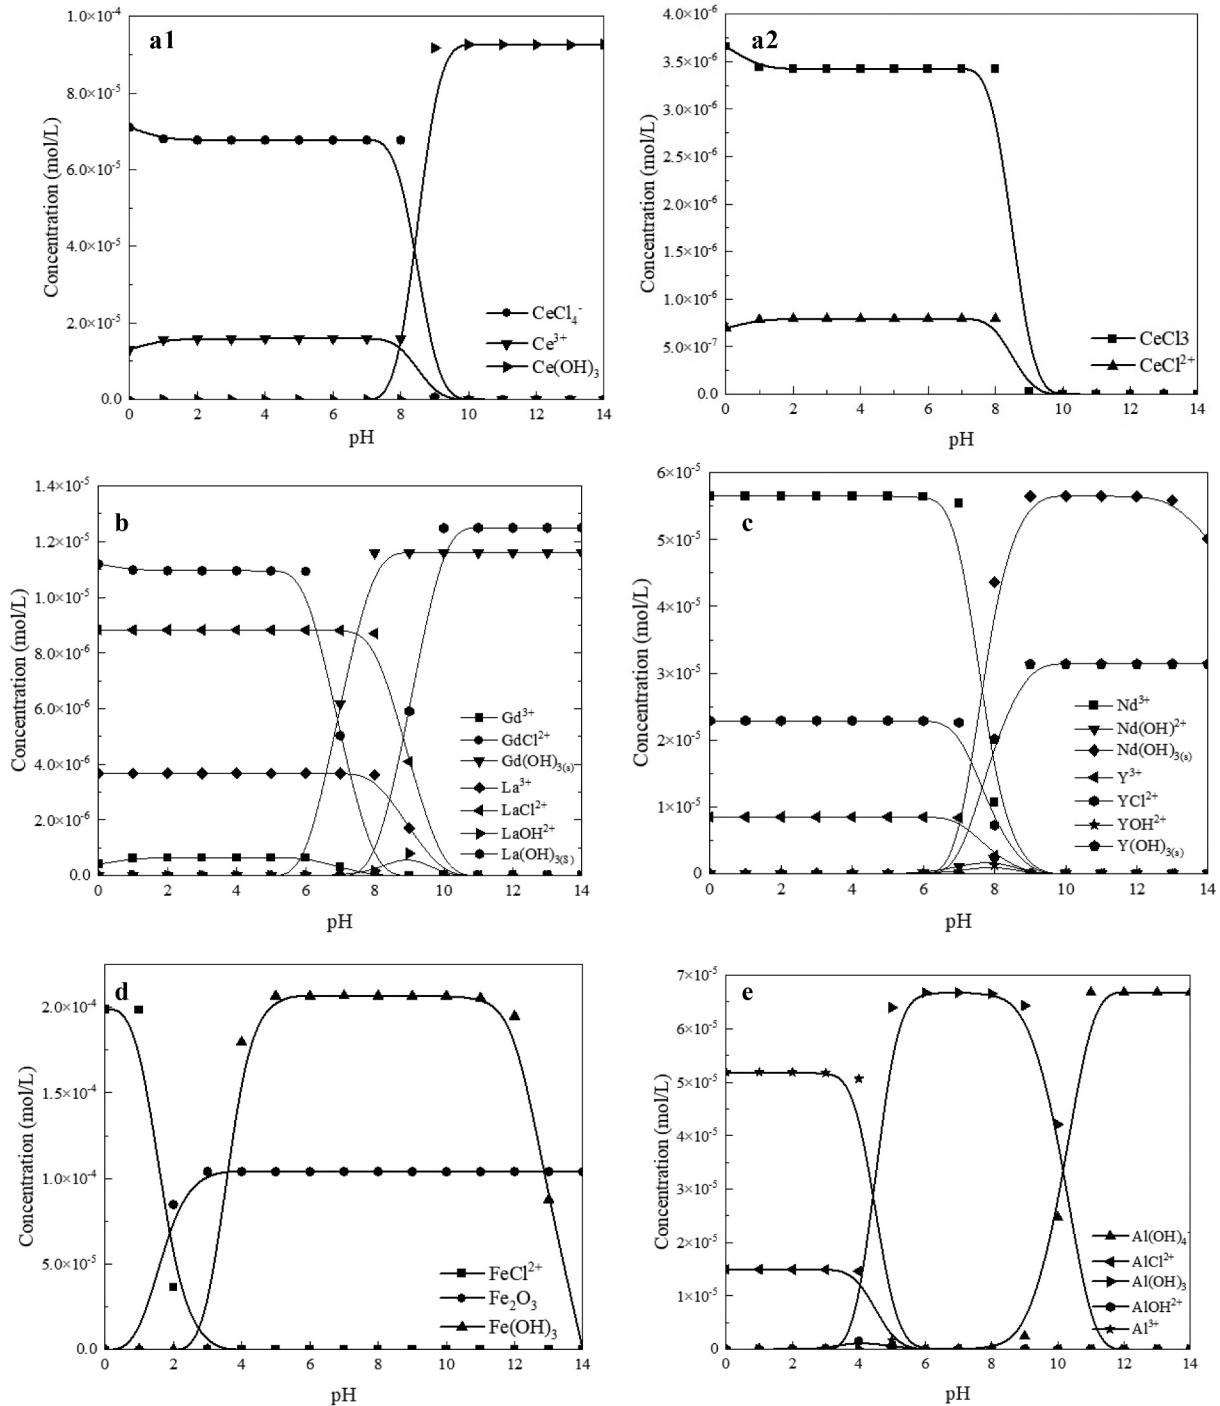 a1
Concentration (mol/L)
1.0×10⁻⁴
8.0×10⁻⁵
6.0×10⁻⁵
4.0×10⁻⁵
2.0×10⁻⁵
0.0
0 2 4 6 8 10 12 14
pH
CeCl₄⁻
Ce³⁺
Ce(OH)₃
a2
Concentration (mol/L)
4.0×10⁻⁶
3.5×10⁻⁶
3.0×10⁻⁶
2.5×10⁻⁶
2.0×10⁻⁶
1.5×10⁻⁶
1.0×10⁻⁶
5.0×10⁻⁷
0.0
0 2 4 6 8 10 12 14
pH
CeCl3
CeCl²⁺
b
Concentration (mol/L)
1.4×10⁻⁵
1.2×10⁻⁵
1.0×10⁻⁵
8.0×10⁻⁶
6.0×10⁻⁶
4.0×10⁻⁶
2.0×10⁻⁶
0.0
0 2 4 6 8 10 12 14
pH
Gd³⁺
GdCl²⁺
Gd(OH)₃₍ₛ₎
La³⁺
LaCl²⁺
LaOH²⁺
La(OH)₃₍S₎
c
Concentration (mol/L)
6×10⁻⁵
5×10⁻⁵
4×10⁻⁵
3×10⁻⁵
2×10⁻⁵
1×10⁻⁵
0
0 2 4 6 8 10 12 14
pH
Nd³⁺
Nd(OH)²⁺
Nd(OH)₃₍ₛ₎
Y³⁺
YCl²⁺
YOH²⁺
Y(OH)₃₍ₛ₎
d
Concentration (mol/L)
2.0×10⁻⁴
1.5×10⁻⁴
1.0×10⁻⁴
5.0×10⁻⁵
0.0
0 2 4 6 8 10 12 14
pH
FeCl²⁺
Fe₂O₃
Fe(OH)₃
e
Concentration (mol/L)
7×10⁻⁵
6×10⁻⁵
5×10⁻⁵
4×10⁻⁵
3×10⁻⁵
2×10⁻⁵
1×10⁻⁵
0
0 2 4 6 8 10 12 14
pH
Al(OH)₄⁻
AlCl²⁺
Al(OH)₃
AlOH²⁺
Al³⁺